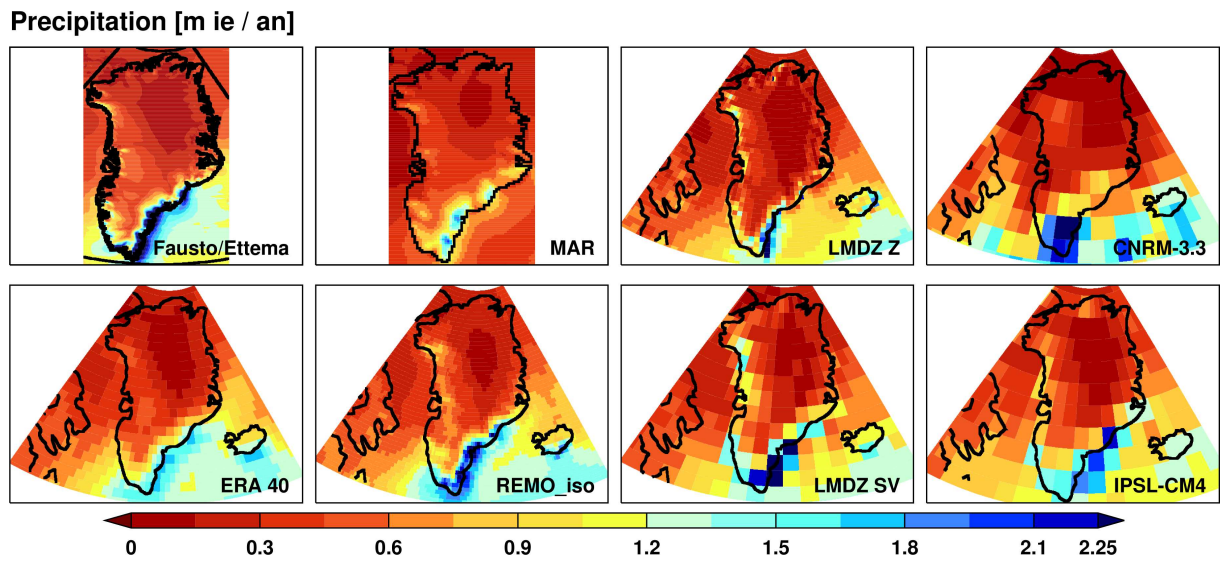 Precipitation [m ie / an]
Fausto/Ettema
MAR
LMDZ Z
CNRM-3.3
ERA 40
REMO_iso
LMDZ SV
IPSL-CM4
0 0.3 0.6 0.9 1.2 1.5 1.8 2.1 2.25